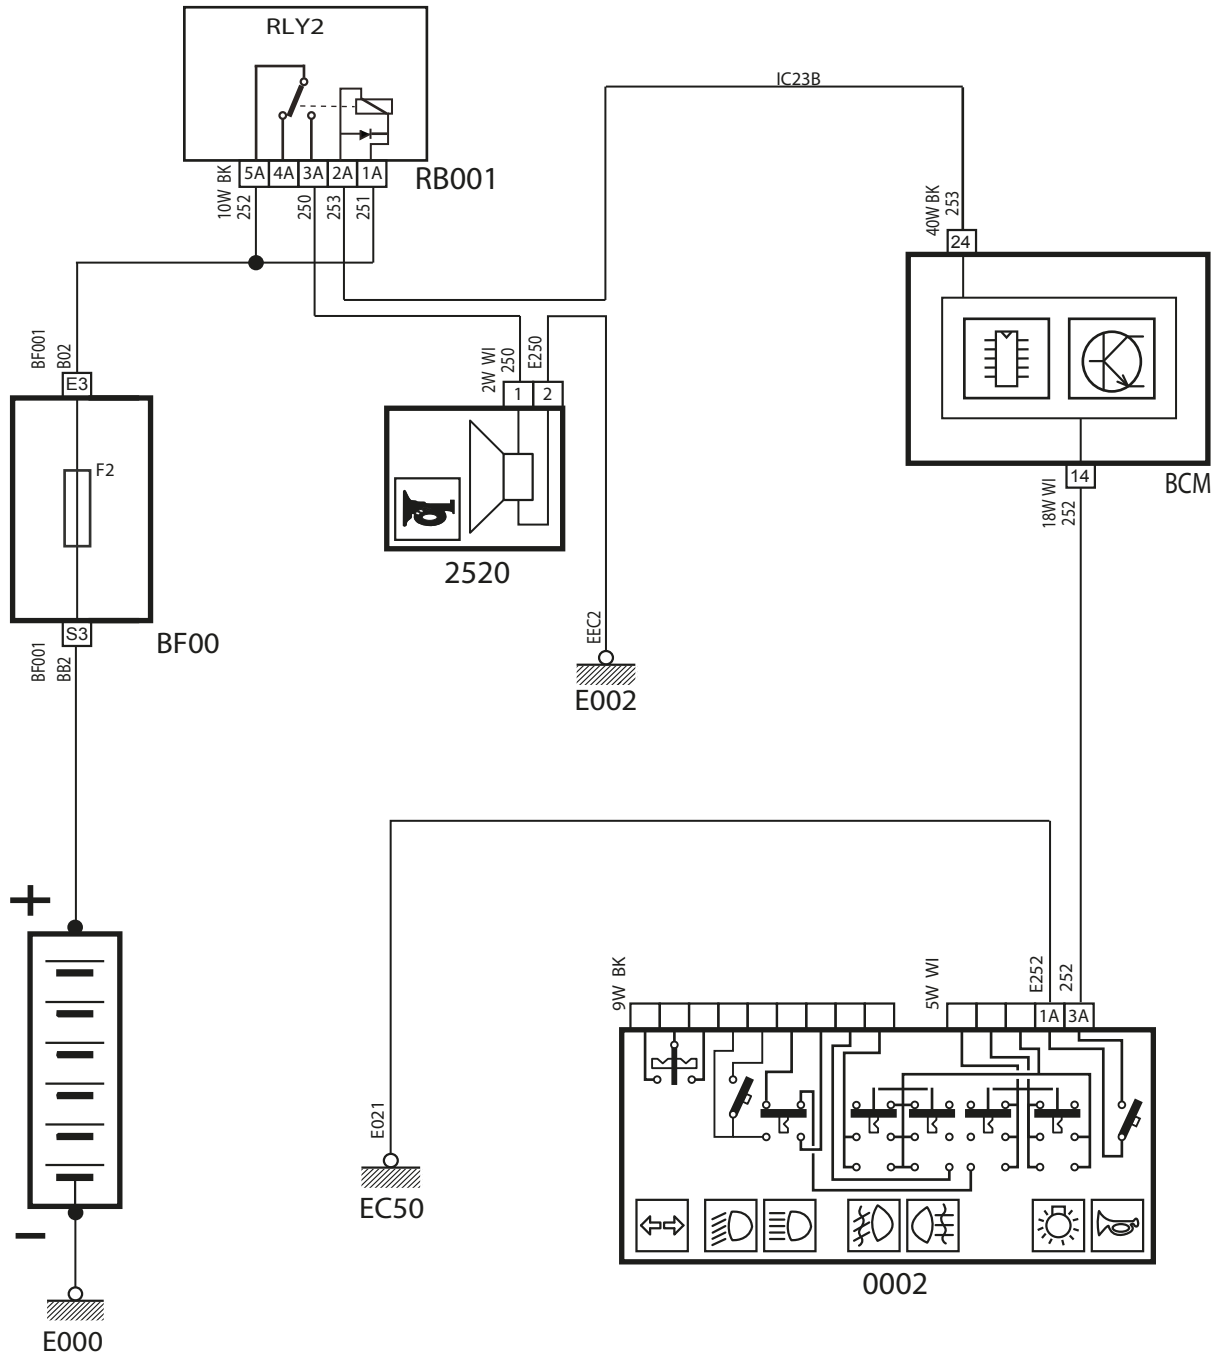 RLY2
IC23B
5A 4A 3A 2A 1A
RB001
10W BK
252
250
253
251
40W BK
253
24
BF001
B02
E3
2W WI
250
E250
1 2
F2
BCM
14
18W WI
252
2520
S3
BF00
BF001
BB2
EEC2
E002
+
9W BK
5W WI
E252
252
1A 3A
E021
EC50
–
0002
E000